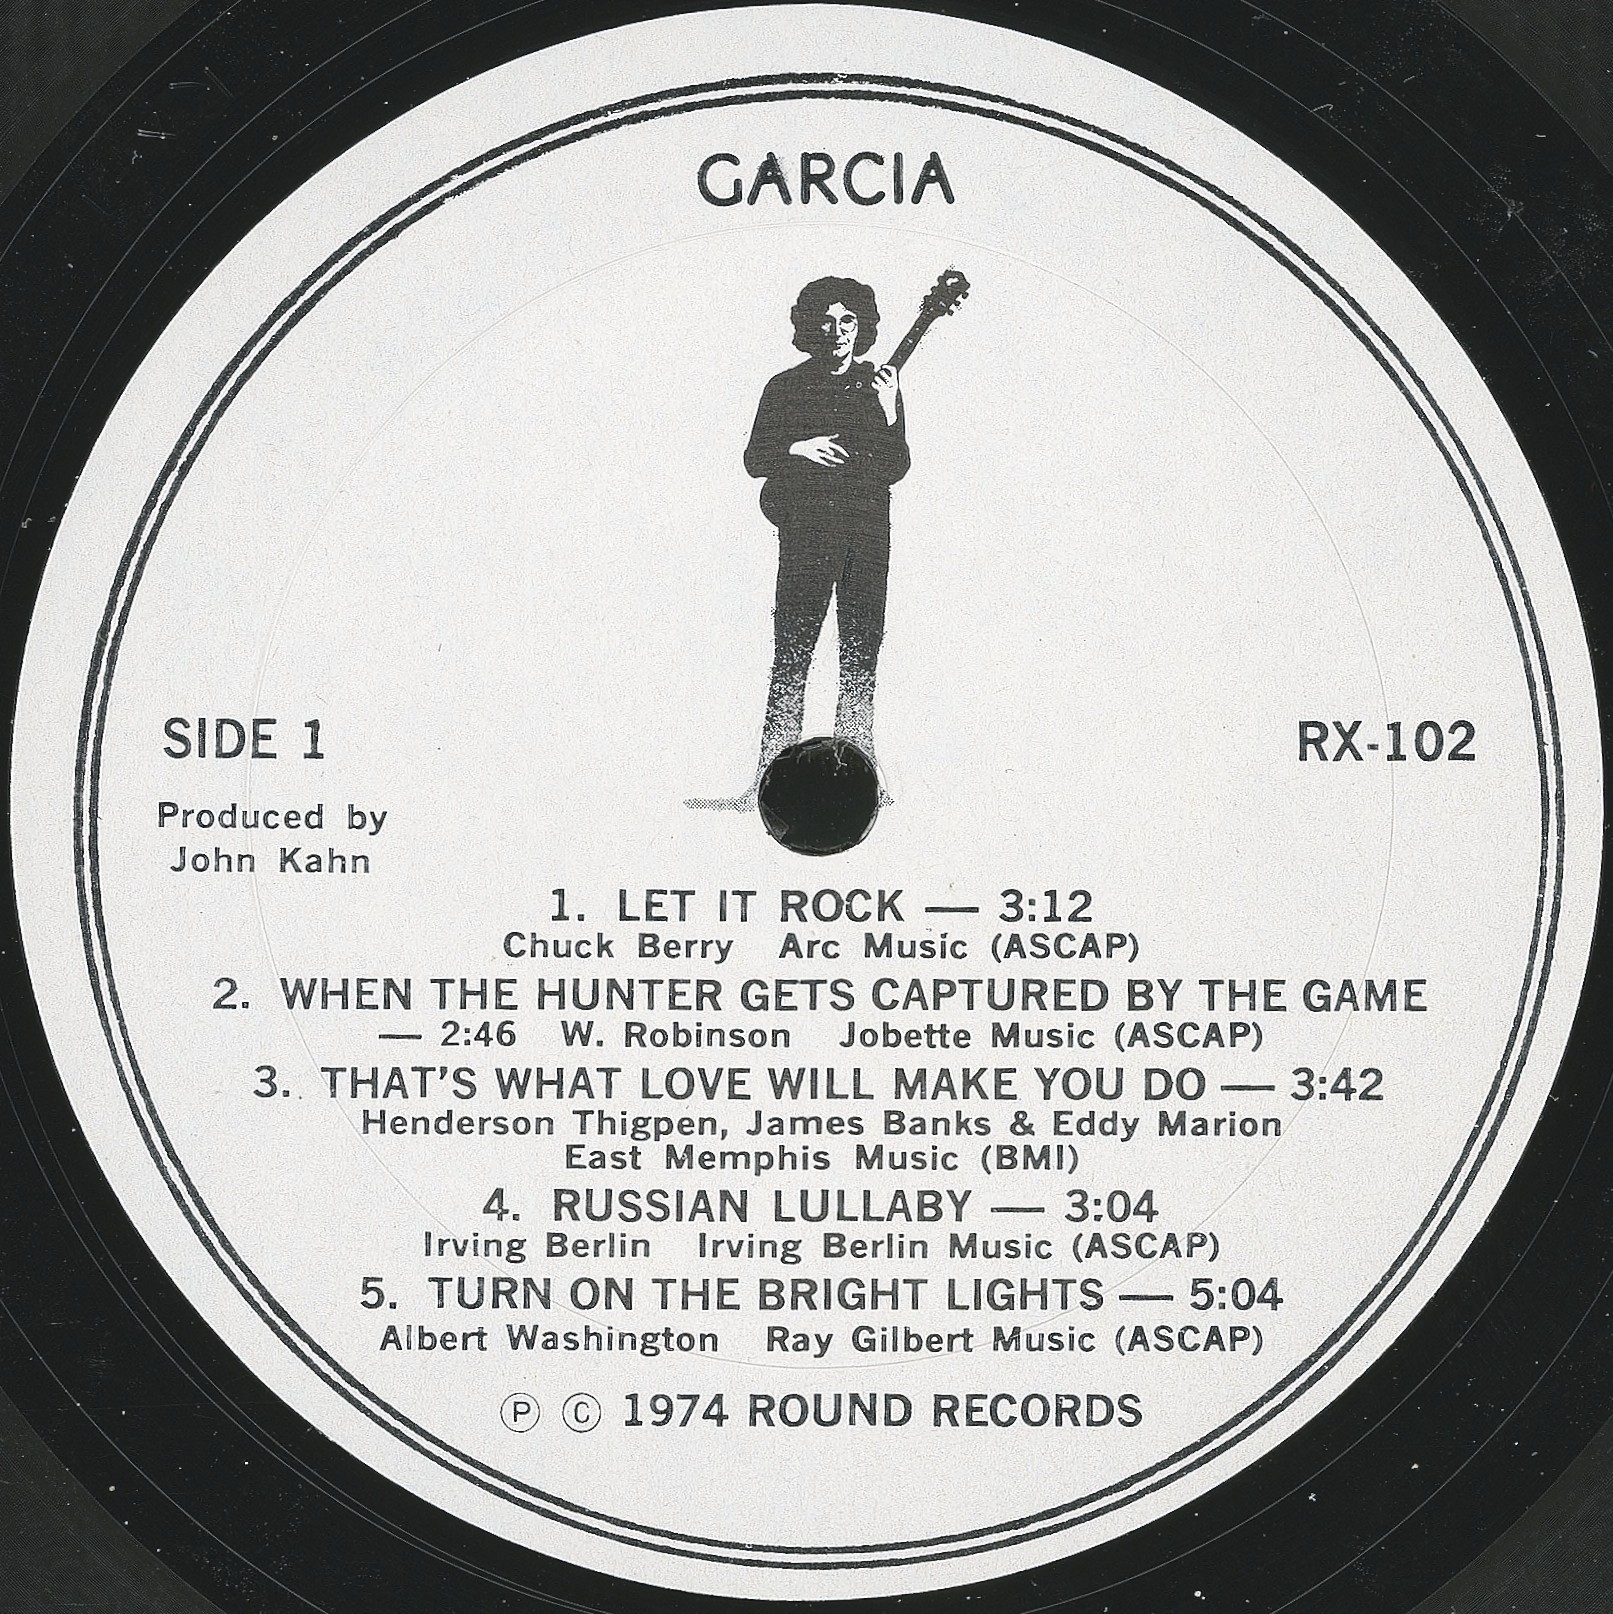 GARCIA
SIDE 1
RX-102
Produced by
John Kahn
1. LET IT ROCK — 3:12
Chuck Berry Arc Music (ASCAP)
2. WHEN THE HUNTER GETS CAPTURED BY THE GAME
— 2:46 W. Robinson Jobette Music (ASCAP)
3. THAT'S WHAT LOVE WILL MAKE YOU DO — 3:42
Henderson Thigpen, James Banks & Eddy Marion
East Memphis Music (BMI)
4. RUSSIAN LULLABY — 3:04
Irving Berlin Irving Berlin Music (ASCAP)
5. TURN ON THE BRIGHT LIGHTS — 5:04
Albert Washington Ray Gilbert Music (ASCAP)
Ⓟ Ⓒ 1974 ROUND RECORDS